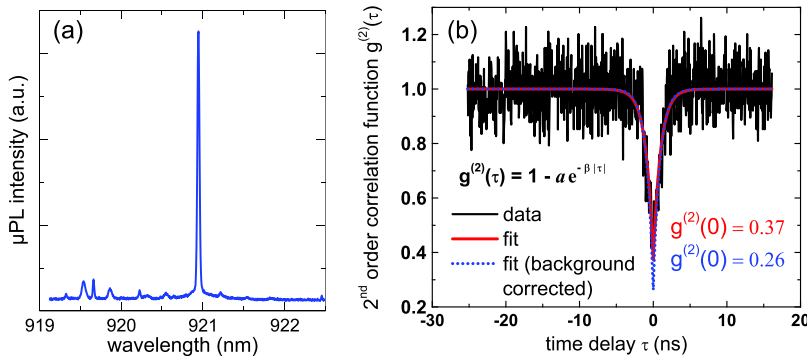 (a)
µPL intensity (a.u.)
919 920 921 922
wavelength (nm)
(b)
2nd order correlation function g(2)(τ)
1.2
1.0
0.8
0.6
0.4
0.2
g(2)(τ) = 1 - a e-β|τ|
data
fit
fit (background
corrected)
g(2)(0) = 0.37
g(2)(0) = 0.26
-30 -20 -10 0 10 20
time delay τ (ns)